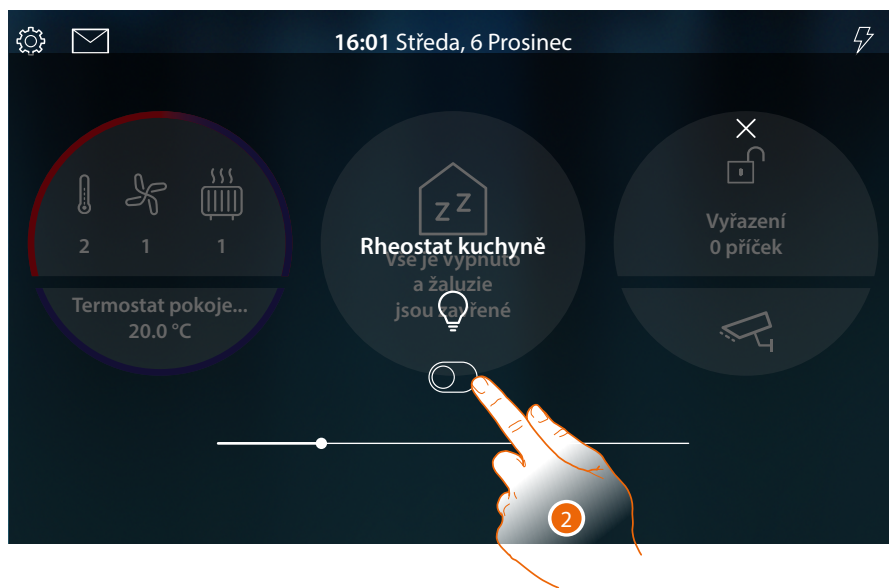 16:01 Středa, 6 Prosinec
2 1 1
Termostat pokoje...
20.0 °C
zZ
Rheostat kuchyně
Vše je vypnuto
a žaluzie
jsou zavřené
Vyřazení
0 příček
2